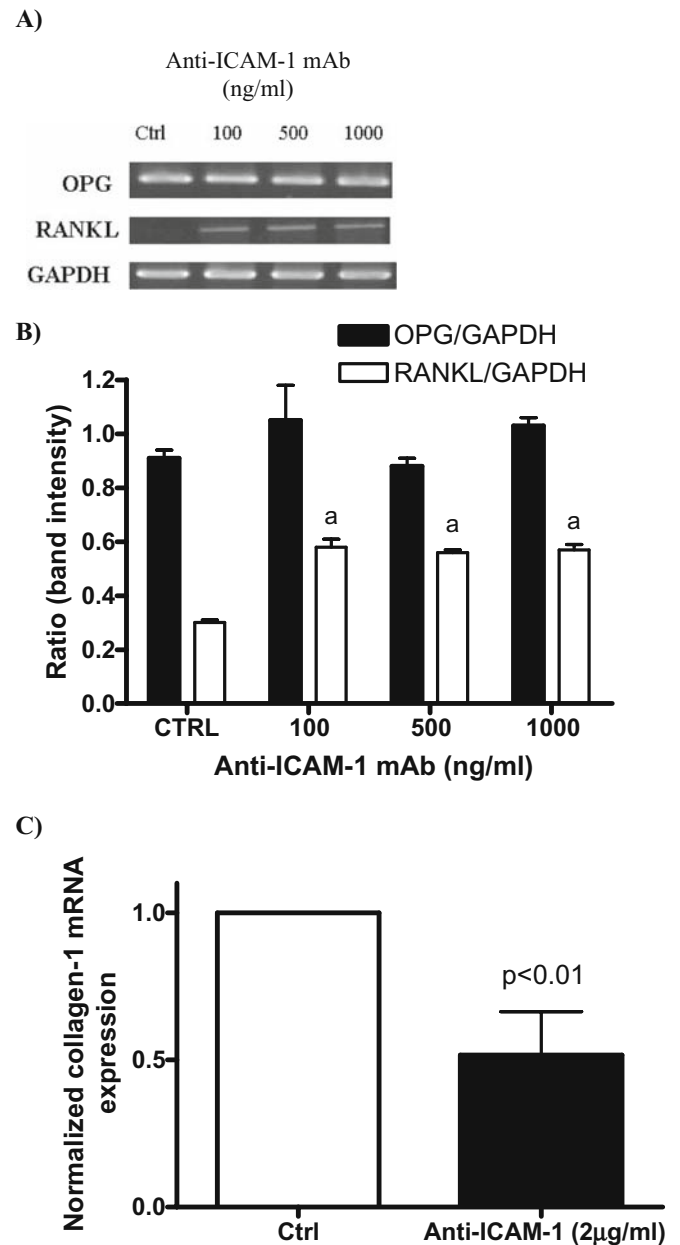 A)
Anti-ICAM-1 mAb
(ng/ml)
Ctrl 100 500 1000
OPG
RANKL
GAPDH
B)
OPG/GAPDH
RANKL/GAPDH
Ratio (band intensity)
1.2
1.0
0.8
0.6
0.4
0.2
0.0
a a a
CTRL 100 500 1000
Anti-ICAM-1 mAb (ng/ml)
C)
Normalized collagen-1 mRNA
expression
1.0
0.5
0.0
p<0.01
Ctrl Anti-ICAM-1 (2µg/ml)